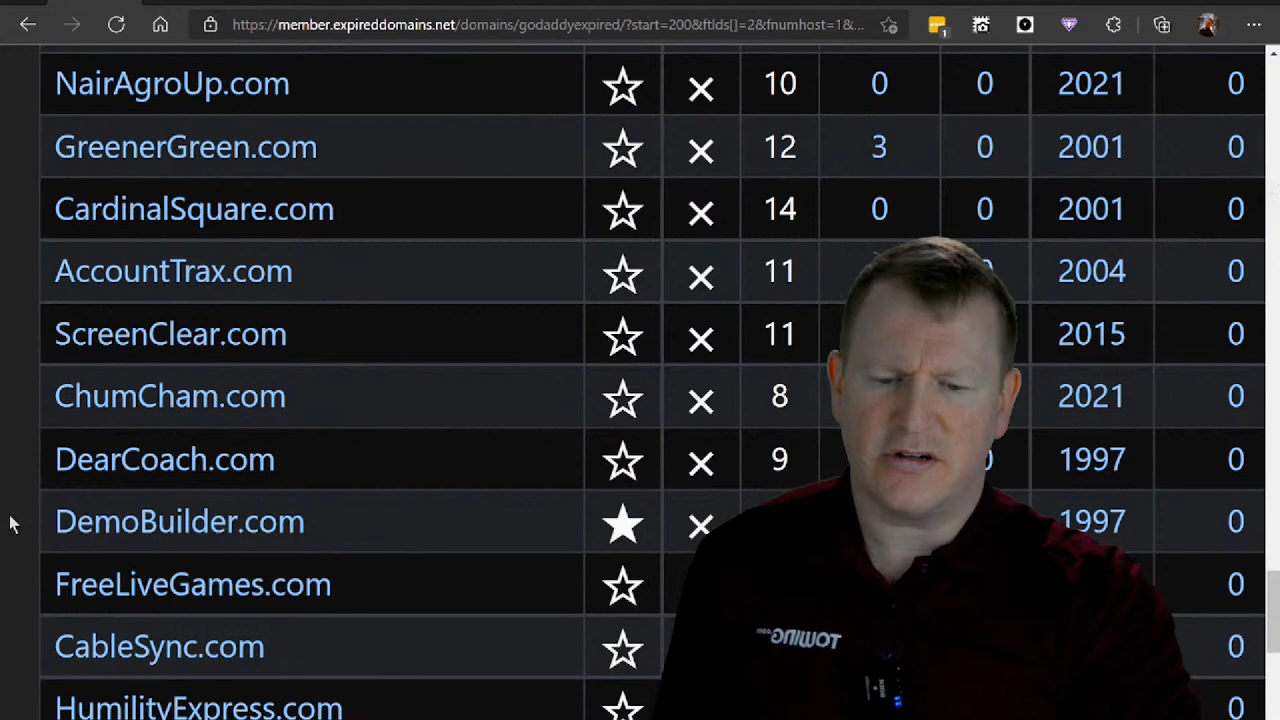 https://member.expireddomains.net/domains/godaddyexpired/?start=200&ftlds[]=2&fnumhost=1&...
1
NairAgroUp.com 10 0 0 2021 0
GreenerGreen.com 12 3 0 2001 0
CardinalSquare.com 14 0 0 2001 0
AccountTrax.com 11 2004 0
ScreenClear.com 11 2015 0
ChumCham.com 8 2021 0
DearCoach.com 9 1997 0
DemoBuilder.com 1997 0
FreeLiveGames.com 0
CableSync.com 0
TOWING.com
HumilityExpress.com 0